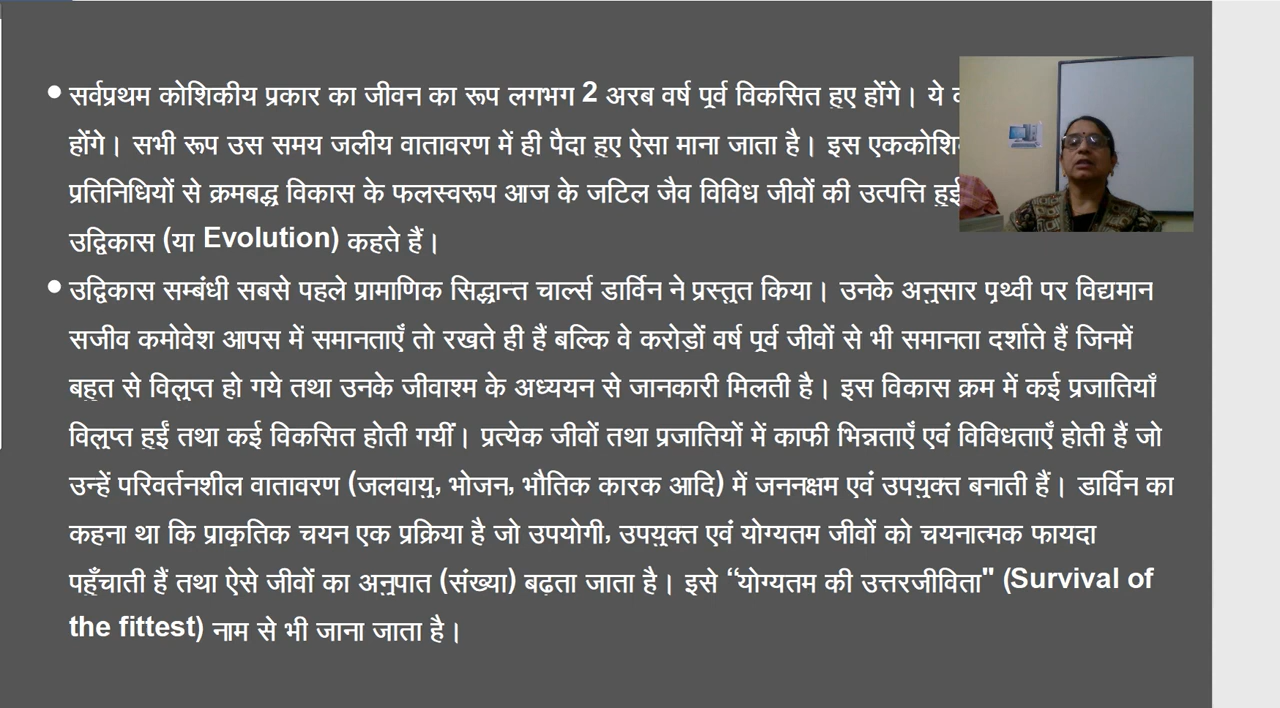 • सर्वप्रथम कोशिकीय प्रकार का जीवन का रूप लगभग 2 अरब वर्ष पूर्व विकसित हुए होंगे। ये
होंगे। सभी रूप उस समय जलीय वातावरण में ही पैदा हुए ऐसा माना जाता है। इस
प्रतिनिधियों से क्रमबद्ध विकास के फलस्वरूप आज के जटिल जैव विविध जीवों की उत्पत्ति हुई
उद्विकास (या Evolution) कहते हैं।
• उद्विकास सम्बंधी सबसे पहले प्रामाणिक सिद्धान्त चार्ल्स डार्विन ने प्रस्तुत किया। उनके अनुसार पृथ्वी पर विद्यमान
सजीव कमोवेश आपस में समानताएँ तो रखते ही हैं बल्कि वे करोड़ों वर्ष पूर्व जीवों से भी समानता दर्शाते हैं जिनमें
बहुत से विलुप्त हो गये तथा उनके जीवाश्म के अध्ययन से जानकारी मिलती है। इस विकास क्रम में कई प्रजातियाँ
विलुप्त हुईं तथा कई विकसित होती गयीं। प्रत्येक जीवों तथा प्रजातियों में काफी भिन्नताएँ एवं विविधताएँ होती हैं जो
उन्हें परिवर्तनशील वातावरण (जलवायु, भोजन, भौतिक कारक आदि) में जननक्षम एवं उपयुक्त बनाती हैं। डार्विन का
कहना था कि प्राकृतिक चयन एक प्रक्रिया है जो उपयोगी, उपयुक्त एवं योग्यतम जीवों को चयनात्मक फायदा
पहुँचाती हैं तथा ऐसे जीवों का अनुपात (संख्या) बढ़ता जाता है। इसे “योग्यतम की उत्तरजीविता" (Survival of
the fittest) नाम से भी जाना जाता है।